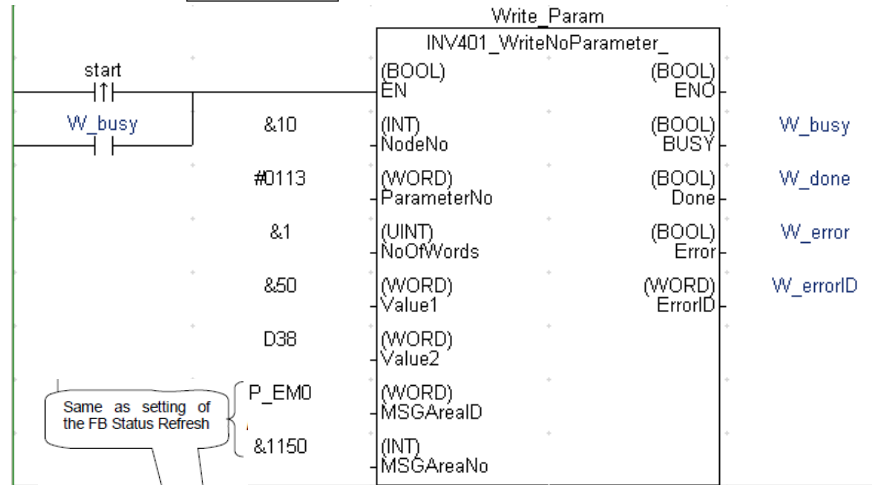 Write_Param
INV401_WriteNoParameter_
start
(BOOL) (BOOL)
EN ENO
W_busy &10 (INT) (BOOL) W_busy
NodeNo BUSY
#0113 (WORD) (BOOL) W_done
ParameterNo Done
&1 (UINT) (BOOL) W_error
NoOfWords Error
&50 (WORD) (WORD) W_errorID
Value1 ErrorID
D38 (WORD)
Value2
P_EM0 (WORD)
MSGAreaID
Same as setting of
the FB Status Refresh
&1150 (INT)
MSGAreaNo